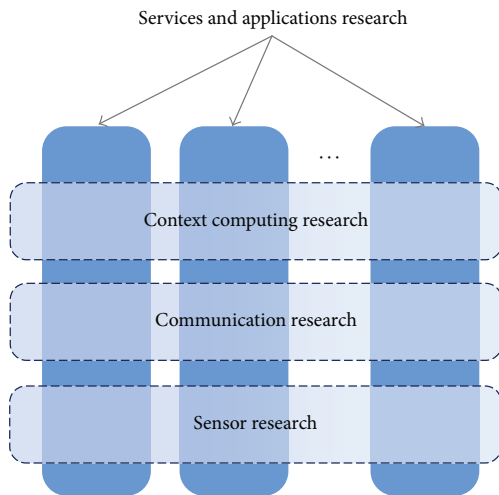 Services and applications research
...
Context computing research
Communication research
Sensor research